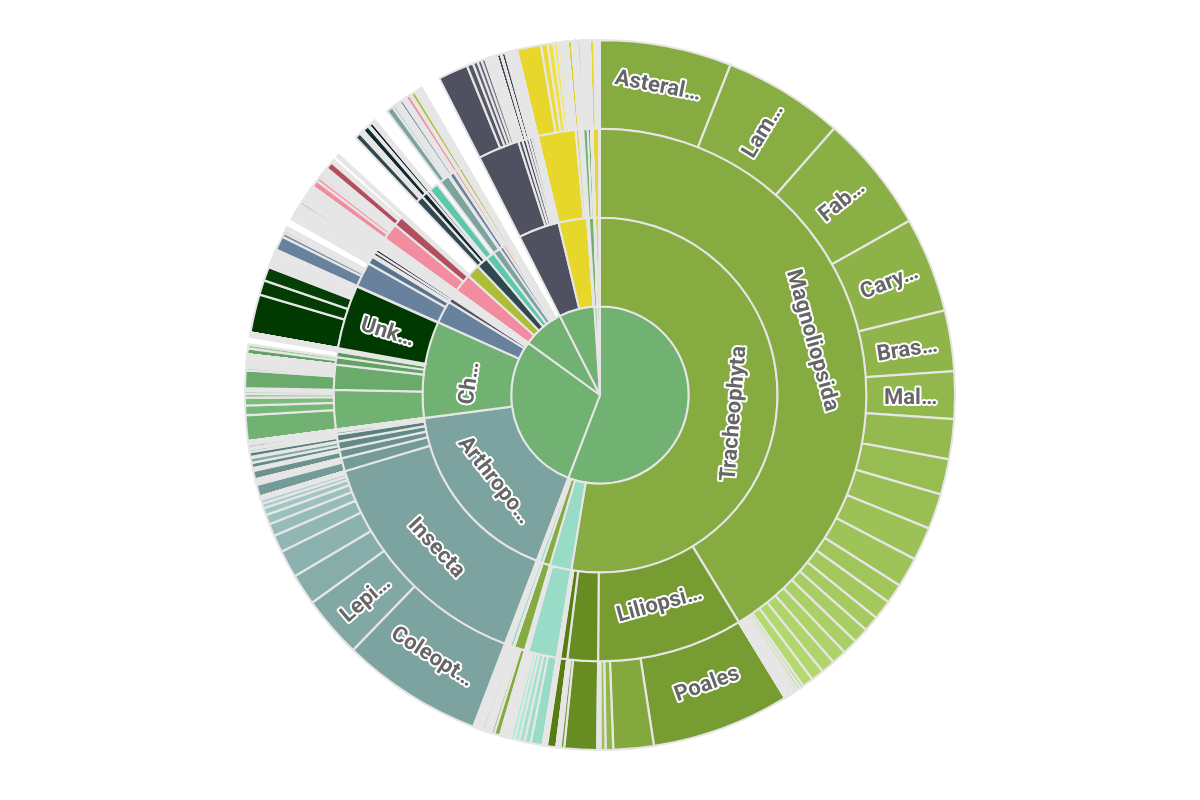 Asteral...
Lam...
Fab...
Cary...
Bras...
Mal...
Magnoliopsida
Tracheophyta
Liliopsi...
Poales
Coleopt...
Lepi...
Insecta
Arthropo...
Ch...
Unk...